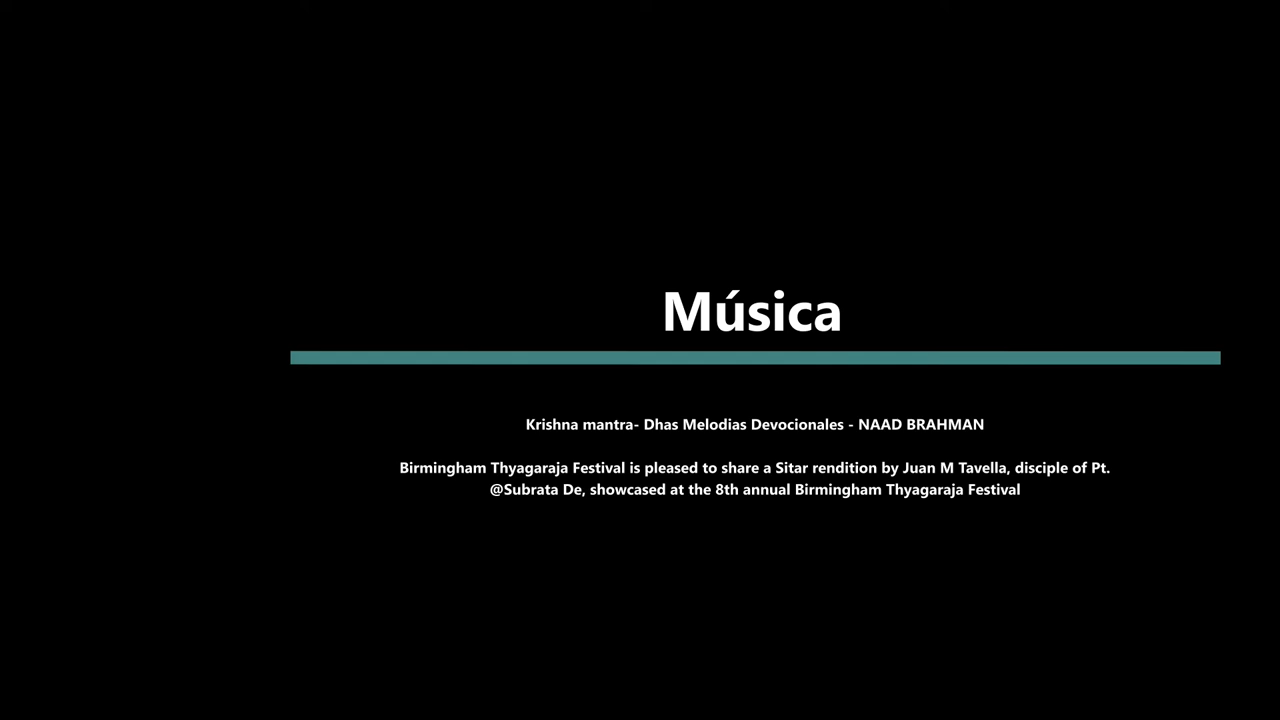 Música
Krishna mantra- Dhas Melodias Devocionales - NAAD BRAHMAN
Birmingham Thyagaraja Festival is pleased to share a Sitar rendition by Juan M Tavella, disciple of Pt.
@Subrata De, showcased at the 8th annual Birmingham Thyagaraja Festival